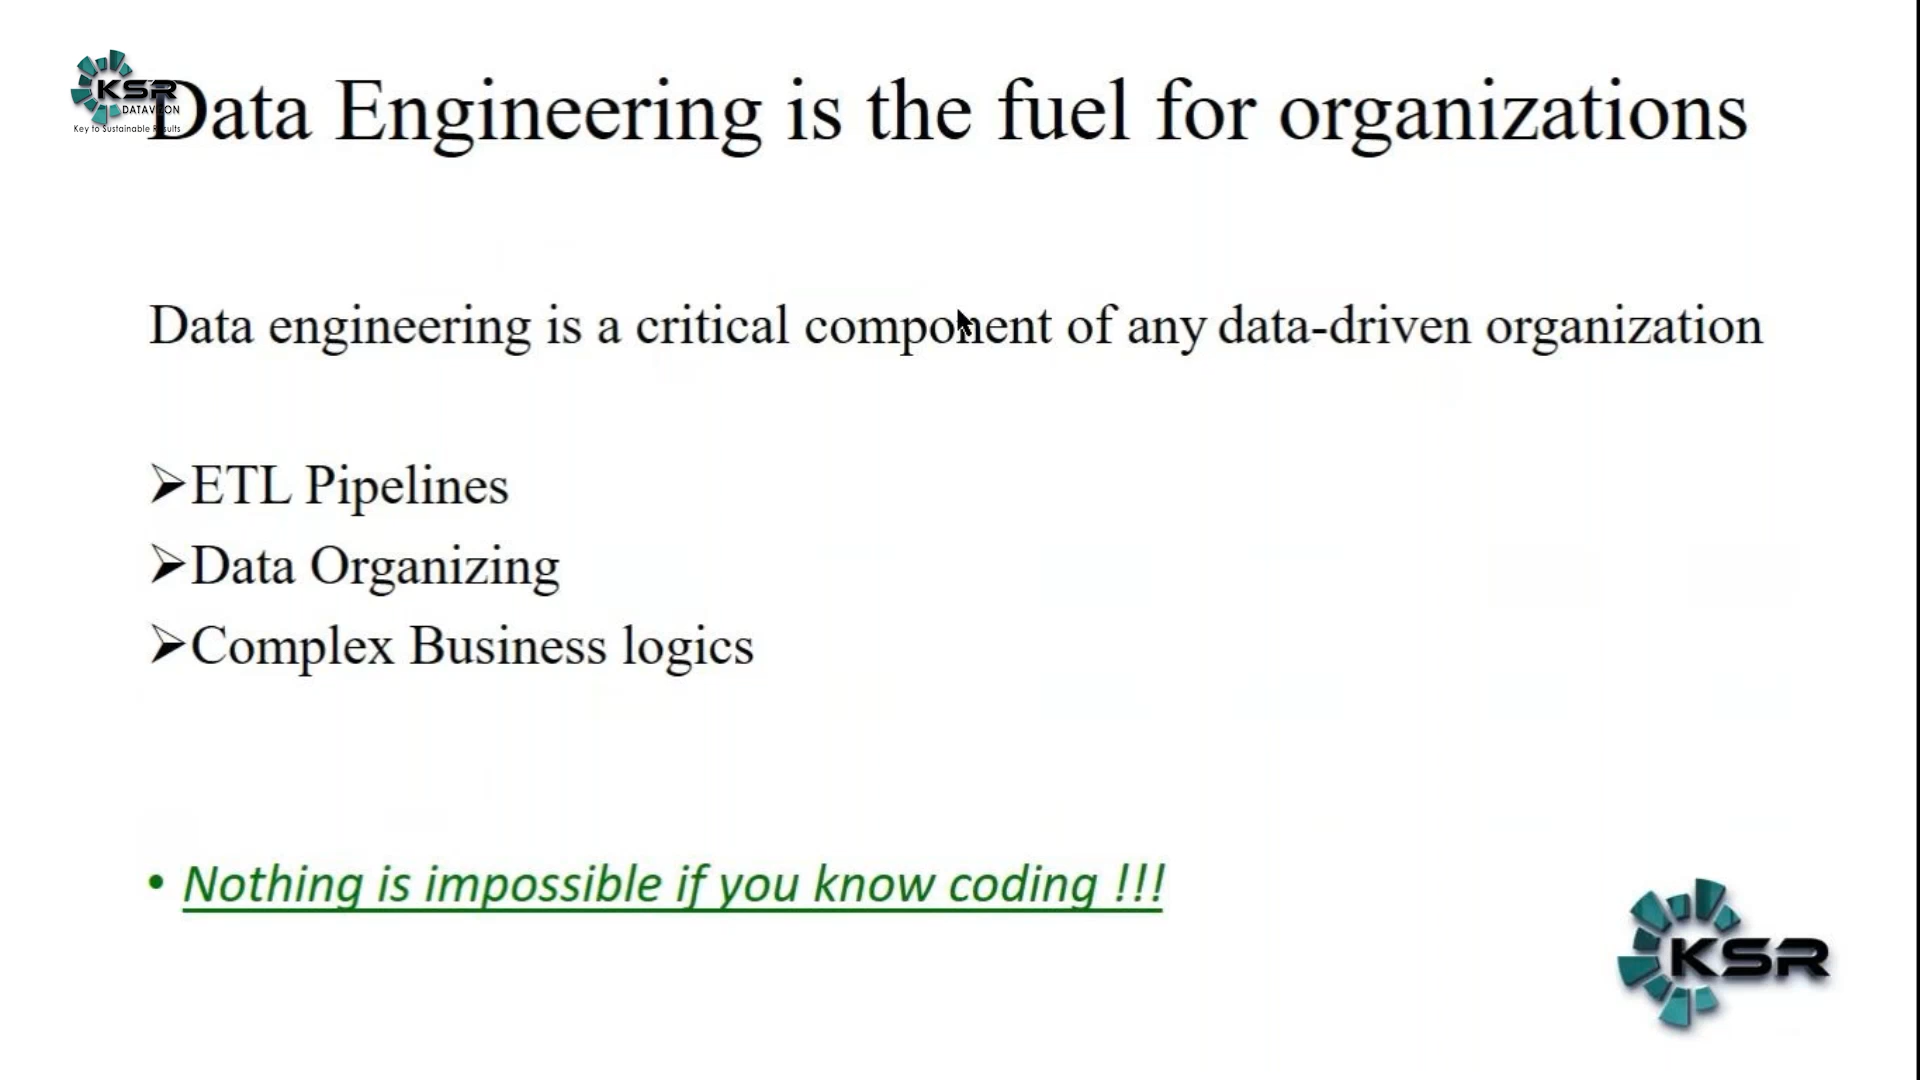 KSR
DATAVIZON
Key to Sustainable Results
Data Engineering is the fuel for organizations
Data engineering is a critical component of any data-driven organization
➢ETL Pipelines
➢Data Organizing
➢Complex Business logics
• Nothing is impossible if you know coding !!!
KSR